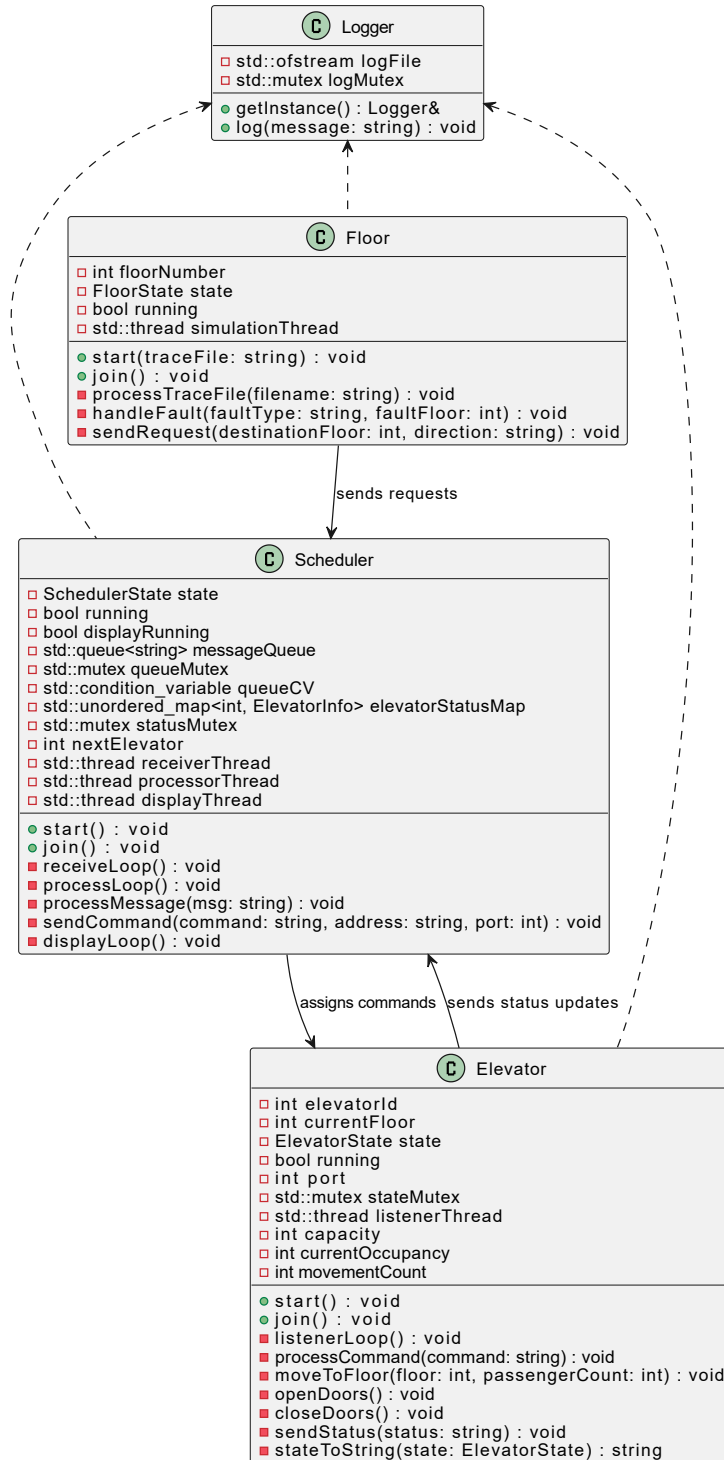 C Logger
std::ofstream logFile
std::mutex logMutex
getInstance() : Logger&
log(message: string) : void
C Floor
int floorNumber
FloorState state
bool running
std::thread simulationThread
start(traceFile: string) : void
join() : void
processTraceFile(filename: string) : void
handleFault(faultType: string, faultFloor: int) : void
sendRequest(destinationFloor: int, direction: string) : void
sends requests
C Scheduler
SchedulerState state
bool running
bool displayRunning
std::queue<string> messageQueue
std::mutex queueMutex
std::condition_variable queueCV
std::unordered_map<int, ElevatorInfo> elevatorStatusMap
std::mutex statusMutex
int nextElevator
std::thread receiverThread
std::thread processorThread
std::thread displayThread
start() : void
join() : void
receiveLoop() : void
processLoop() : void
processMessage(msg: string) : void
sendCommand(command: string, address: string, port: int) : void
displayLoop() : void
assigns commands
sends status updates
C Elevator
int elevatorId
int currentFloor
ElevatorState state
bool running
int port
std::mutex stateMutex
std::thread listenerThread
int capacity
int currentOccupancy
int movementCount
start() : void
join() : void
listenerLoop() : void
processCommand(command: string) : void
moveToFloor(floor: int, passengerCount: int) : void
openDoors() : void
closeDoors() : void
sendStatus(status: string) : void
stateToString(state: ElevatorState) : string